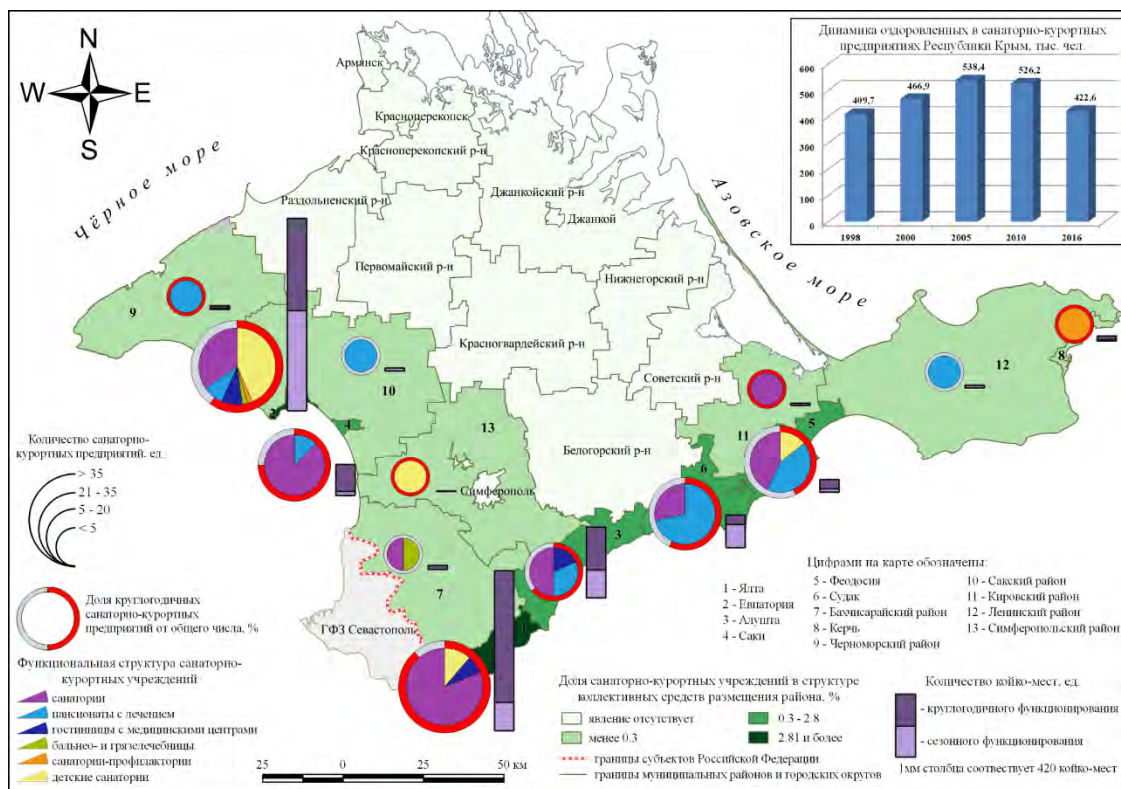 N
W
E
S
Чёрное море
Азовское море
Динамика оздоровленных в санаторно-курортных
предприятиях Республики Крым, тыс. чел.
600
500
400
300
200
100
0
409,7
466,9
538,4
526,2
422,6
1998
2000
2005
2010
2016
Армянск
Красноперекопск
Красноперекопский р-н
Джанкойский р-н
Джанкой
Раздольненский р-н
Первомайский р-н
Нижнегорский р-н
Красногвардейский р-н
Советский р-н
Белогорский р-н
Симферополь
ГФЗ Севастополь
9
2
10
4
13
7
1
3
6
11
5
12
8
Количество санаторно-
курортных предприятий, ед.
> 35
21 - 35
5 - 20
< 5
Доля круглогодичных
санаторно-курортных
предприятий от общего числа, %
Функциональная структура санаторно-
курортных учреждений
санатории
пансионаты с лечением
гостинницы с медицинскими центрами
бальнео- и грязелечебницы
санатории-профилактории
детские санатории
25 0 25 50 км
Цифрами на карте обозначены:
1 - Ялта
2 - Евпатория
3 - Алушта
4 - Саки
5 - Феодосия
6 - Судак
7 - Бахчисарайский район
8 - Керчь
9 - Черноморский район
10 - Сакский район
11 - Кировский район
12 - Ленинский район
13 - Симферопольский район
Доля санаторно-курортных учреждений в структуре
коллективных средств размещения района, %
явление отсутствует
менее 0.3
0.3 - 2.8
2.81 и более
границы субъектов Российской Федерации
границы муниципальных районов и городских округов
Количество койко-мест, ед.
- круглогодичного функционирования
- сезонного функционирования
1мм столбца соотвествует 420 койко-мест